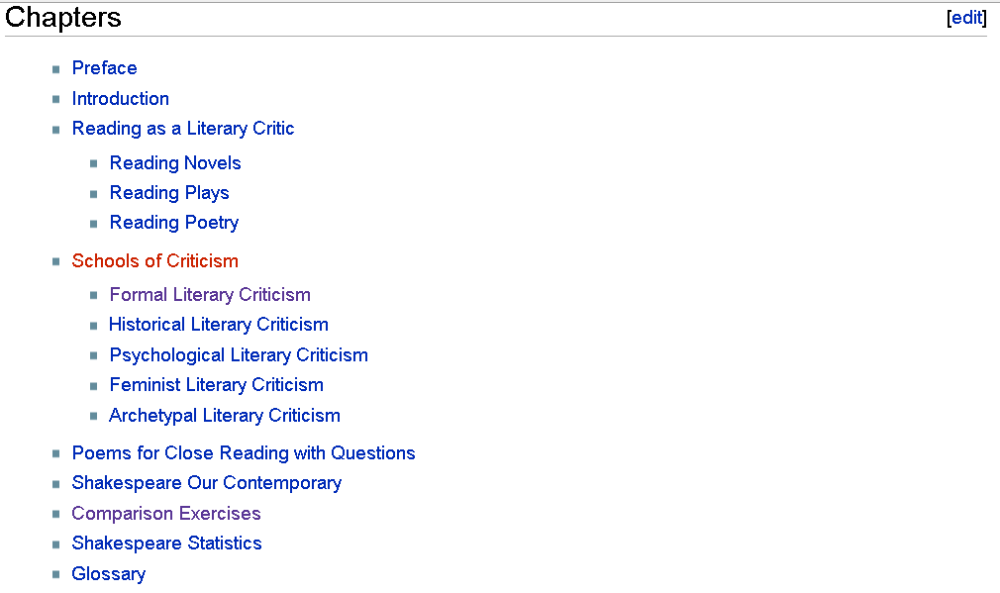 Chapters [edit]
Preface
Introduction
Reading as a Literary Critic
Reading Novels
Reading Plays
Reading Poetry
Schools of Criticism
Formal Literary Criticism
Historical Literary Criticism
Psychological Literary Criticism
Feminist Literary Criticism
Archetypal Literary Criticism
Poems for Close Reading with Questions
Shakespeare Our Contemporary
Comparison Exercises
Shakespeare Statistics
Glossary